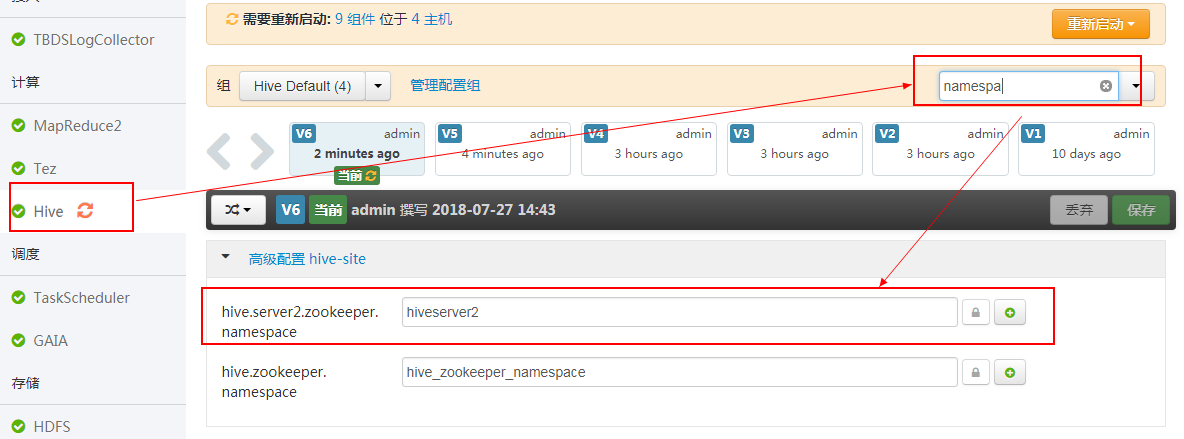 TBDSLogCollector
计算
MapReduce2
Tez
Hive
调度
TaskScheduler
GAIA
存储
HDFS
需要重新启动: 9 组件 位于 4 主机
重新启动
组 Hive Default (4) 管理配置组 namespa
V6 admin
2 minutes ago
当前
V5 admin
4 minutes ago
V4 admin
3 hours ago
V3 admin
3 hours ago
V2 admin
3 hours ago
V1 admin
10 days ago
V6 当前 admin 撰写 2018-07-27 14:43 丢弃 保存
高级配置 hive-site
hive.server2.zookeeper. hiveserver2
namespace
hive.zookeeper. hive_zookeeper_namespace
namespace